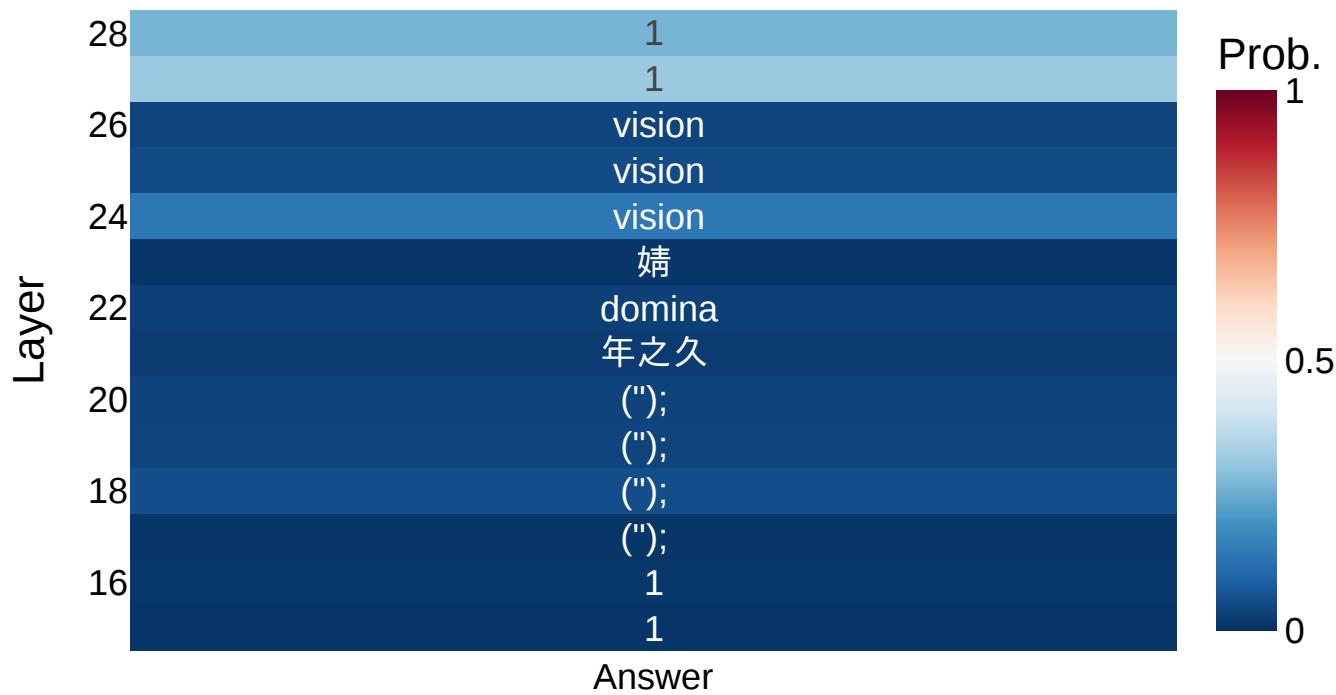 28 1
1 Prob.
1
26 vision
vision
24 vision
婧
22 domina
年之久
0.5
20 (");
(");
18 (");
(");
16 1
1
0
Layer
Answer